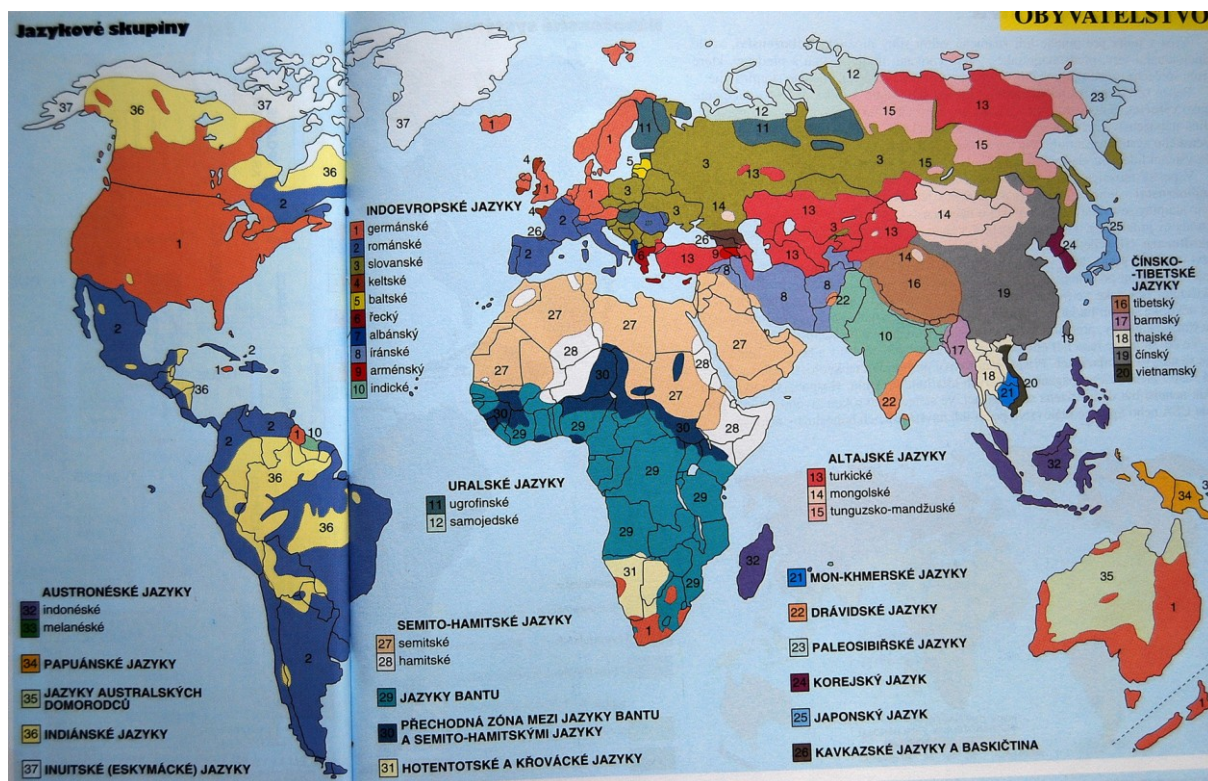 Jazykové skupiny
OBYVATELSTVO
INDOEVROPSKÉ JAZYKY
1 germánské
2 románské
3 slovanské
4 keltské
5 baltské
6 řecký
7 albánský
8 íránské
9 arménský
10 indické
URALSKÉ JAZYKY
11 ugrofinské
12 samojedské
ALTAJSKÉ JAZYKY
13 turkické
14 mongolské
15 tunguzsko-mandžuské
ČÍNSKO-
-TIBETSKÉ
JAZYKY
16 tibetský
17 barmský
18 thajské
19 čínský
20 vietnamský
21 MON-KHMERSKÉ JAZYKY
22 DRÁVIDSKÉ JAZYKY
23 PALEOSIBIŘSKÉ JAZYKY
24 KOREJSKÝ JAZYK
25 JAPONSKÝ JAZYK
26 KAVKAZSKÉ JAZYKY A BASKIČTINA
SEMITO-HAMITSKÉ JAZYKY
27 semitské
28 hamitské
29 JAZYKY BANTU
30 PŘECHODNÁ ZÓNA MEZI JAZYKY BANTU
A SEMITO-HAMITSKÝMI JAZYKY
31 HOTENTOTSKÉ A KŘOVÁCKÉ JAZYKY
AUSTRONÉSKÉ JAZYKY
32 indonéské
33 melanéské
34 PAPUÁNSKÉ JAZYKY
35 JAZYKY AUSTRALSKÝCH
DOMORODCŮ
36 INDIÁNSKÉ JAZYKY
37 INUITSKÉ (ESKYMÁCKÉ) JAZYKY